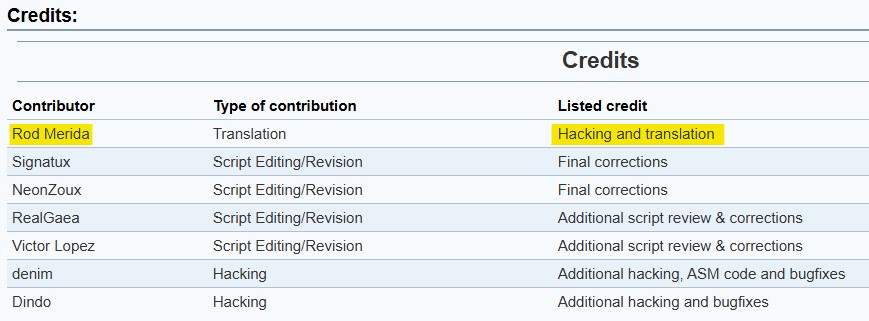 Credits:
Credits
Contributor Type of contribution Listed credit
Rod Merida Translation Hacking and translation
Signatux Script Editing/Revision Final corrections
NeonZoux Script Editing/Revision Final corrections
RealGaea Script Editing/Revision Additional script review & corrections
Victor Lopez Script Editing/Revision Additional script review & corrections
denim Hacking Additional hacking, ASM code and bugfixes
Dindo Hacking Additional hacking and bugfixes